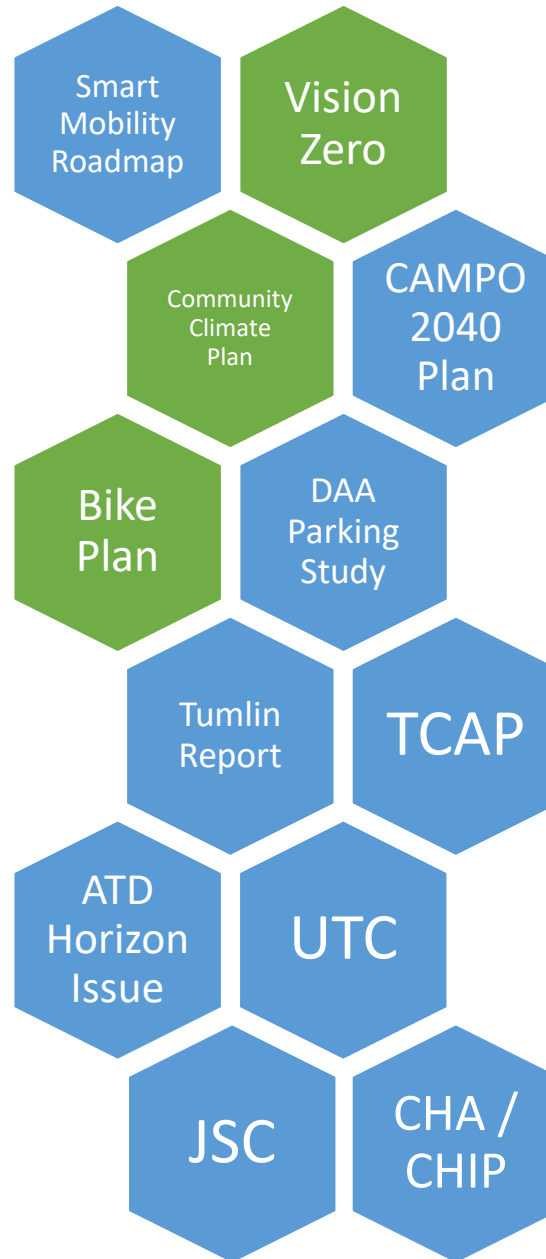 Smart
Mobility
Roadmap
Vision
Zero
Community
Climate
Plan
CAMPO
2040
Plan
Bike
Plan
DAA
Parking
Study
Tumlin
Report
TCAP
ATD
Horizon
Issue
UTC
JSC
CHA /
CHIP